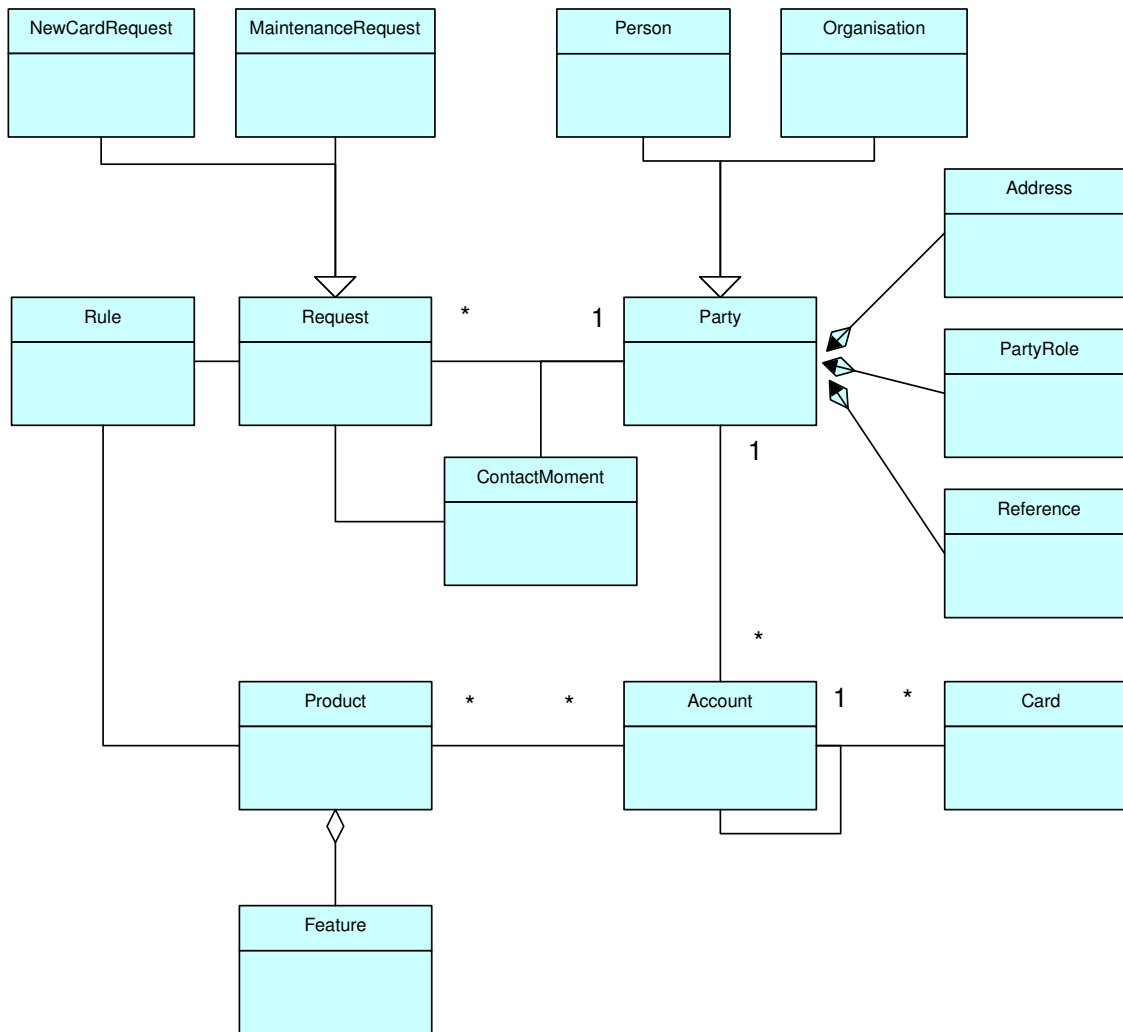 NewCardRequest
MaintenanceRequest
Person
Organisation
Address
Rule
Request
*
1
Party
PartyRole
1
ContactMoment
Reference
*
Product
*
*
Account
1
*
Card
Feature